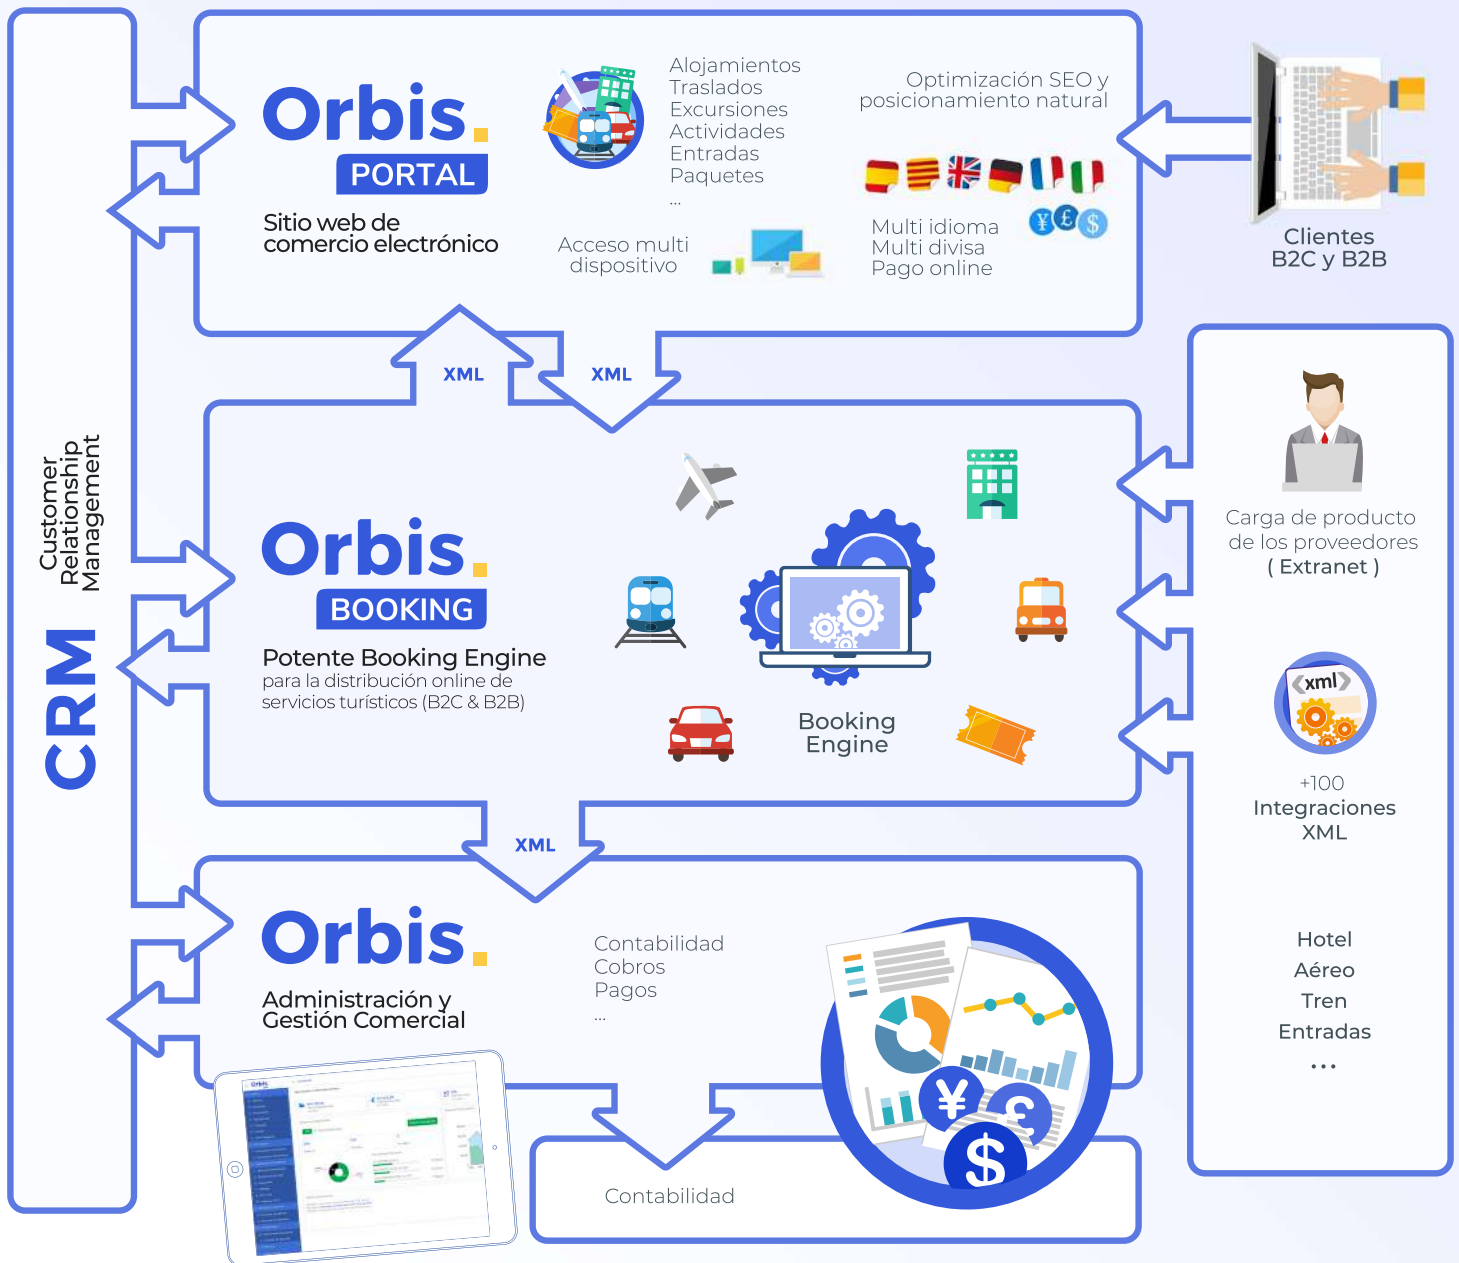 Orbis.
PORTAL
Sitio web de
comercio electrónico
Alojamientos
Traslados
Excursiones
Actividades
Entradas
Paquetes
...
Acceso multi
dispositivo
Optimización SEO y
posicionamiento natural
¥ £ $
Multi idioma
Multi divisa
Pago online
Clientes
B2C y B2B
XML
XML
CRM
Customer
Relationship
Management
Orbis.
BOOKING
Potente Booking Engine
para la distribución online de
servicios turísticos (B2C & B2B)
Booking
Engine
Carga de producto
de los proveedores
( Extranet )
<xml>
+100
Integraciones
XML
Hotel
Aéreo
Tren
Entradas
...
XML
Orbis.
Administración y
Gestión Comercial
Contabilidad
Cobros
Pagos
...
¥ £
$
Orbis
Contabilidad